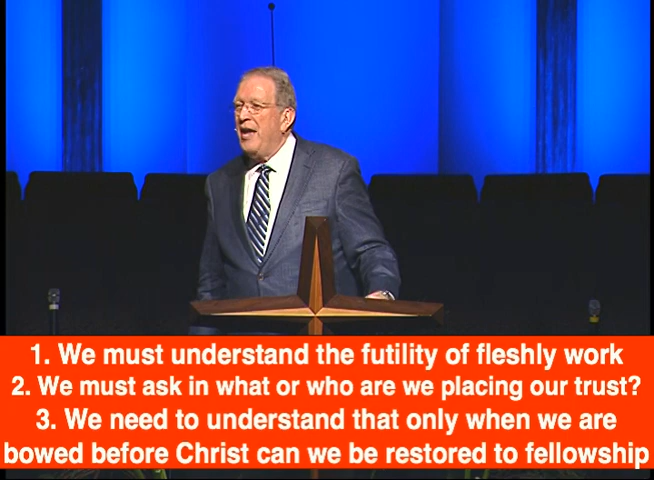 1. We must understand the futility of fleshly work
2. We must ask in what or who are we placing our trust?
3. We need to understand that only when we are
bowed before Christ can we be restored to fellowship